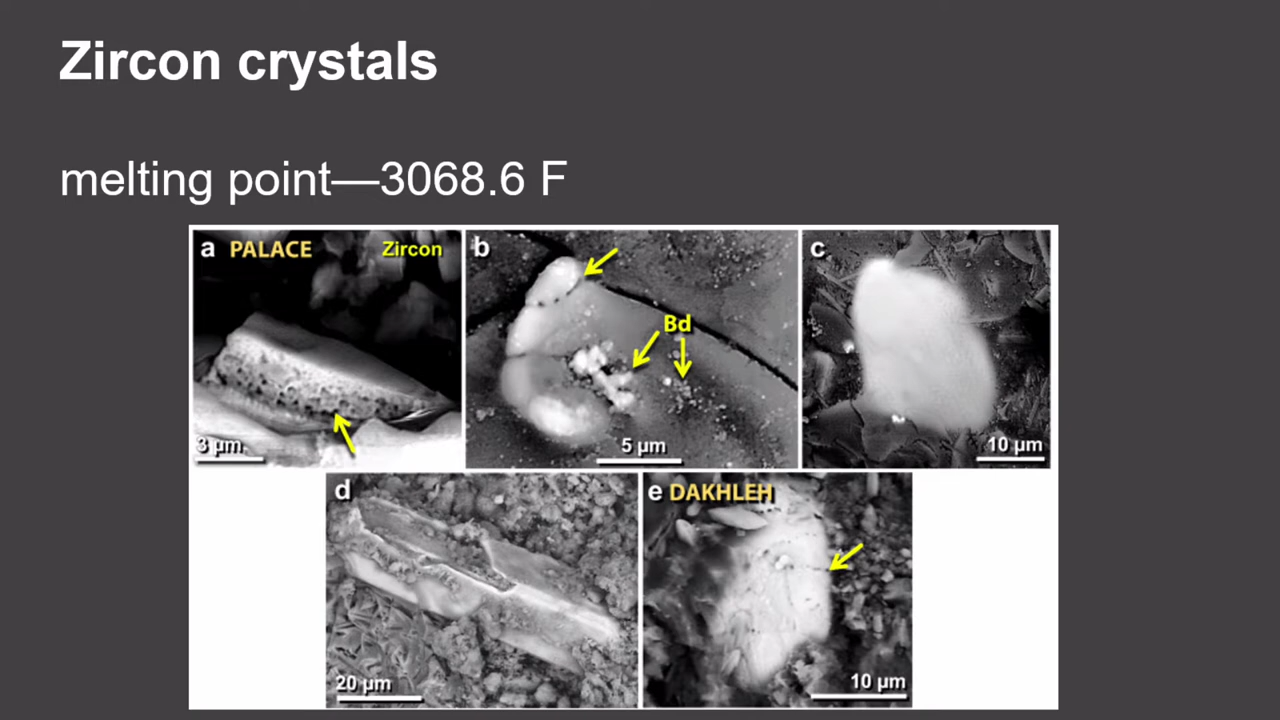 Zircon crystals
melting point—3068.6 F
a PALACE Zircon
3 µm
b
Bd
5 µm
c
10 µm
d
20 µm
e DAKHLEH
10 µm